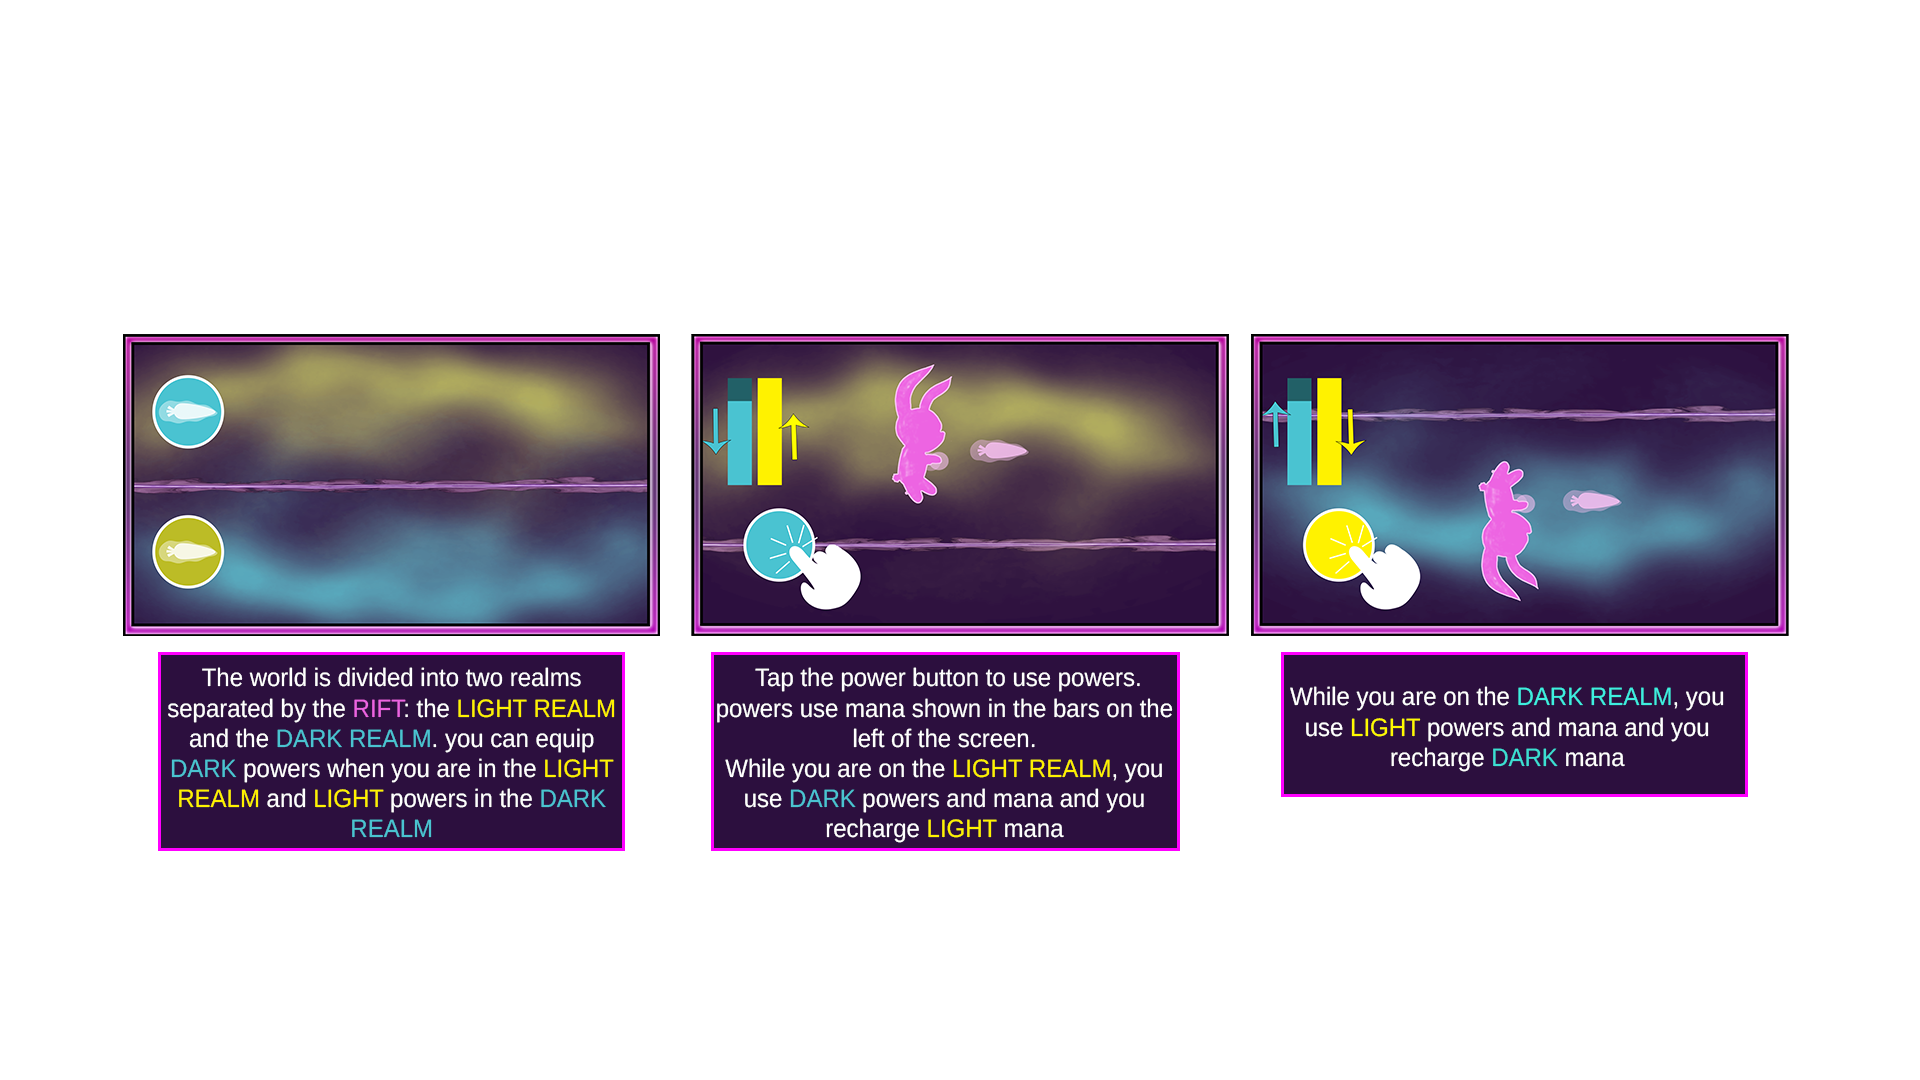 The world is divided into two realms
separated by the RIFT: the LIGHT REALM
and the DARK REALM. you can equip
DARK powers when you are in the LIGHT
REALM and LIGHT powers in the DARK
REALM
Tap the power button to use powers.
powers use mana shown in the bars on the
left of the screen.
While you are on the LIGHT REALM, you
use DARK powers and mana and you
recharge LIGHT mana
While you are on the DARK REALM, you
use LIGHT powers and mana and you
recharge DARK mana